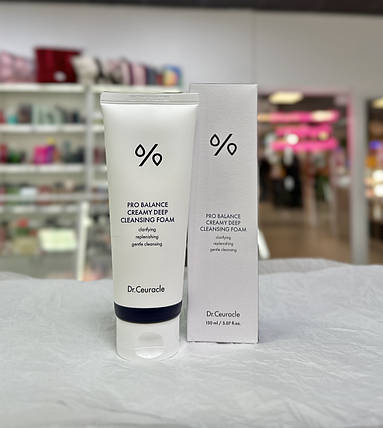 %
PRO BALANCE
CREAMY DEEP
CLEANSING FOAM
clarifying
replenishing
gentle cleansing
Dr.Ceuracle
%
PRO BALANCE
CREAMY DEEP
CLEANSING FOAM
clarifying
replenishing
gentle cleansing
Dr.Ceuracle
150 ml / 5.07 fl.oz.